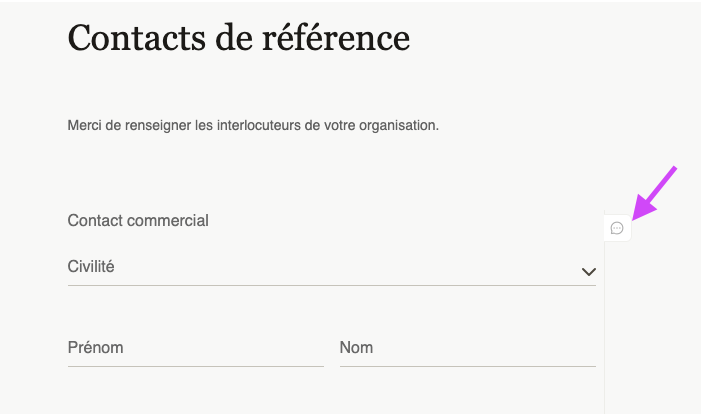 Contacts de référence
Merci de renseigner les interlocuteurs de votre organisation.
Contact commercial
Civilité
Prénom Nom